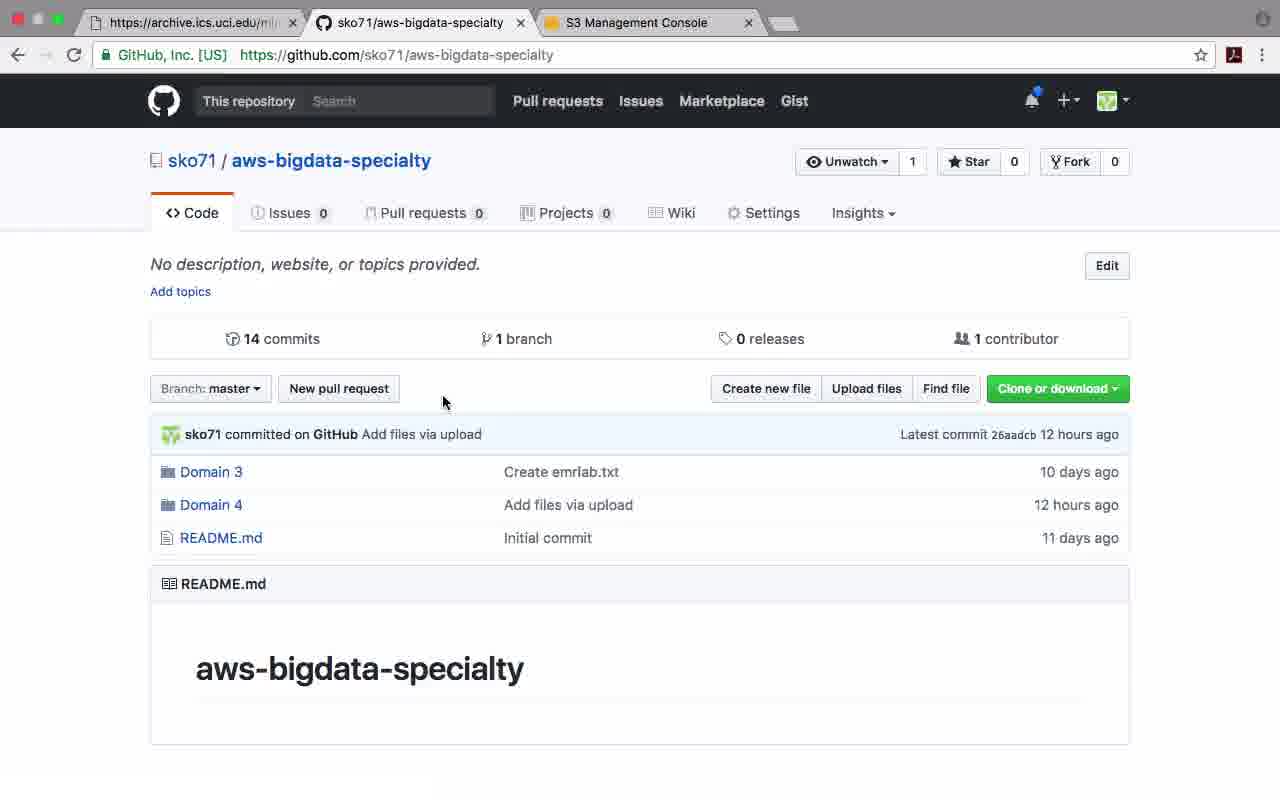 https://archive.ics.uci.edu/ml
sko71/aws-bigdata-specialty
S3 Management Console
GitHub, Inc. [US] https://github.com/sko71/aws-bigdata-specialty
This repository Search Pull requests Issues Marketplace Gist
sko71 / aws-bigdata-specialty
Unwatch 1 Star 0 Fork 0
Code Issues 0 Pull requests 0 Projects 0 Wiki Settings Insights
No description, website, or topics provided. Edit
Add topics
14 commits 1 branch 0 releases 1 contributor
Branch: master New pull request Create new file Upload files Find file Clone or download
sko71 committed on GitHub Add files via upload Latest commit 26aadcb 12 hours ago
Domain 3 Create emrlab.txt 10 days ago
Domain 4 Add files via upload 12 hours ago
README.md Initial commit 11 days ago
README.md
aws-bigdata-specialty